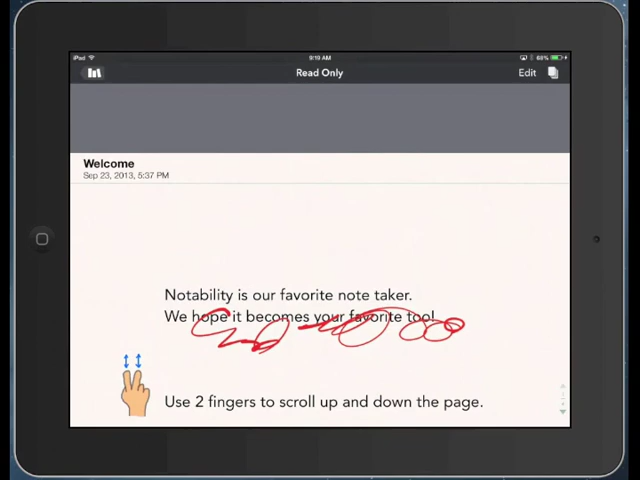 iPad 9:19 AM 68%
Read Only Edit
Welcome
Sep 23, 2013, 5:37 PM
Notability is our favorite note taker.
We hope it becomes your favorite too!
Use 2 fingers to scroll up and down the page.